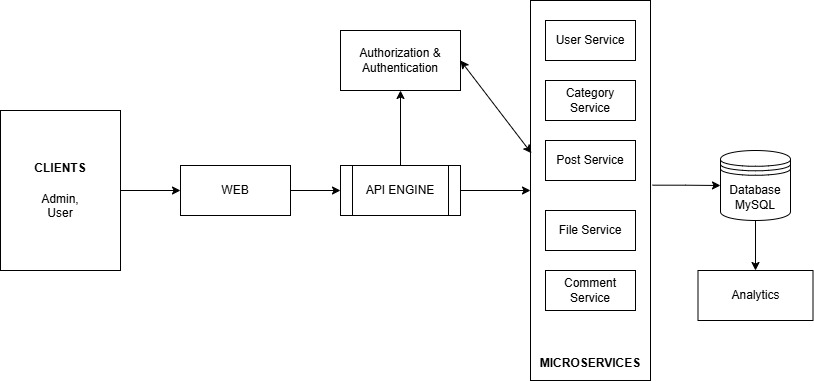 CLIENTS
Admin,
User
WEB
Authorization &
Authentication
API ENGINE
User Service
Category
Service
Post Service
File Service
Comment
Service
MICROSERVICES
Database
MySQL
Analytics